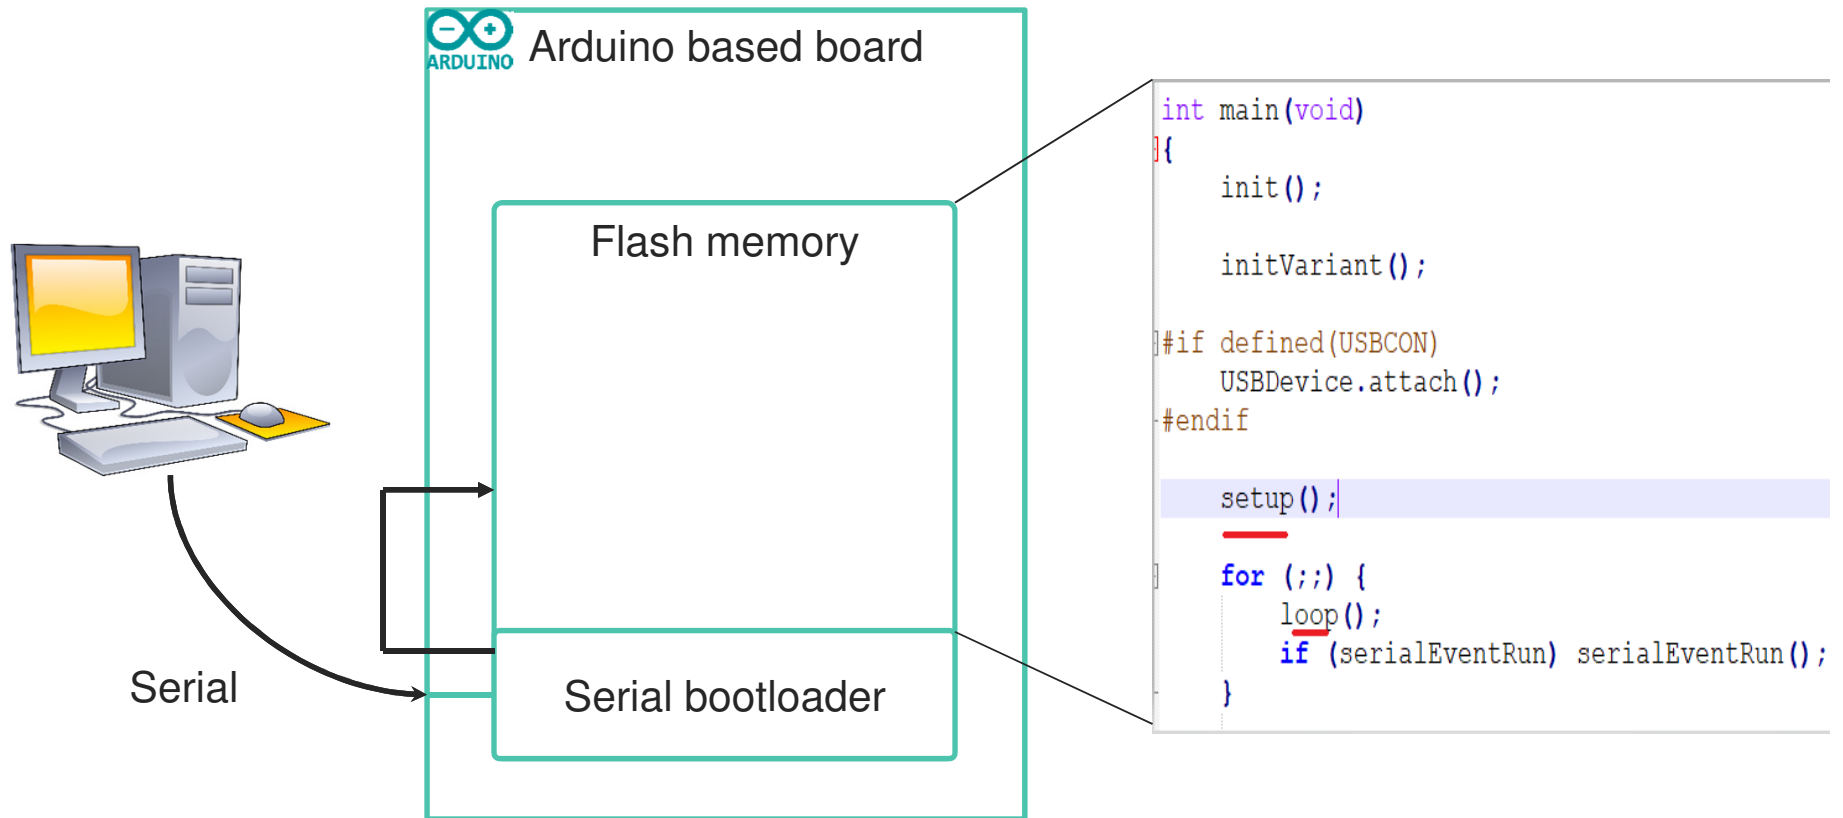 ARDUINO
Arduino based board
Flash memory
Serial
Serial bootloader
int main(void)
{
    init();
    initVariant();
#if defined(USBCON)
    USBDevice.attach();
#endif
    setup();
    for (;;) {
        loop();
        if (serialEventRun) serialEventRun();
    }